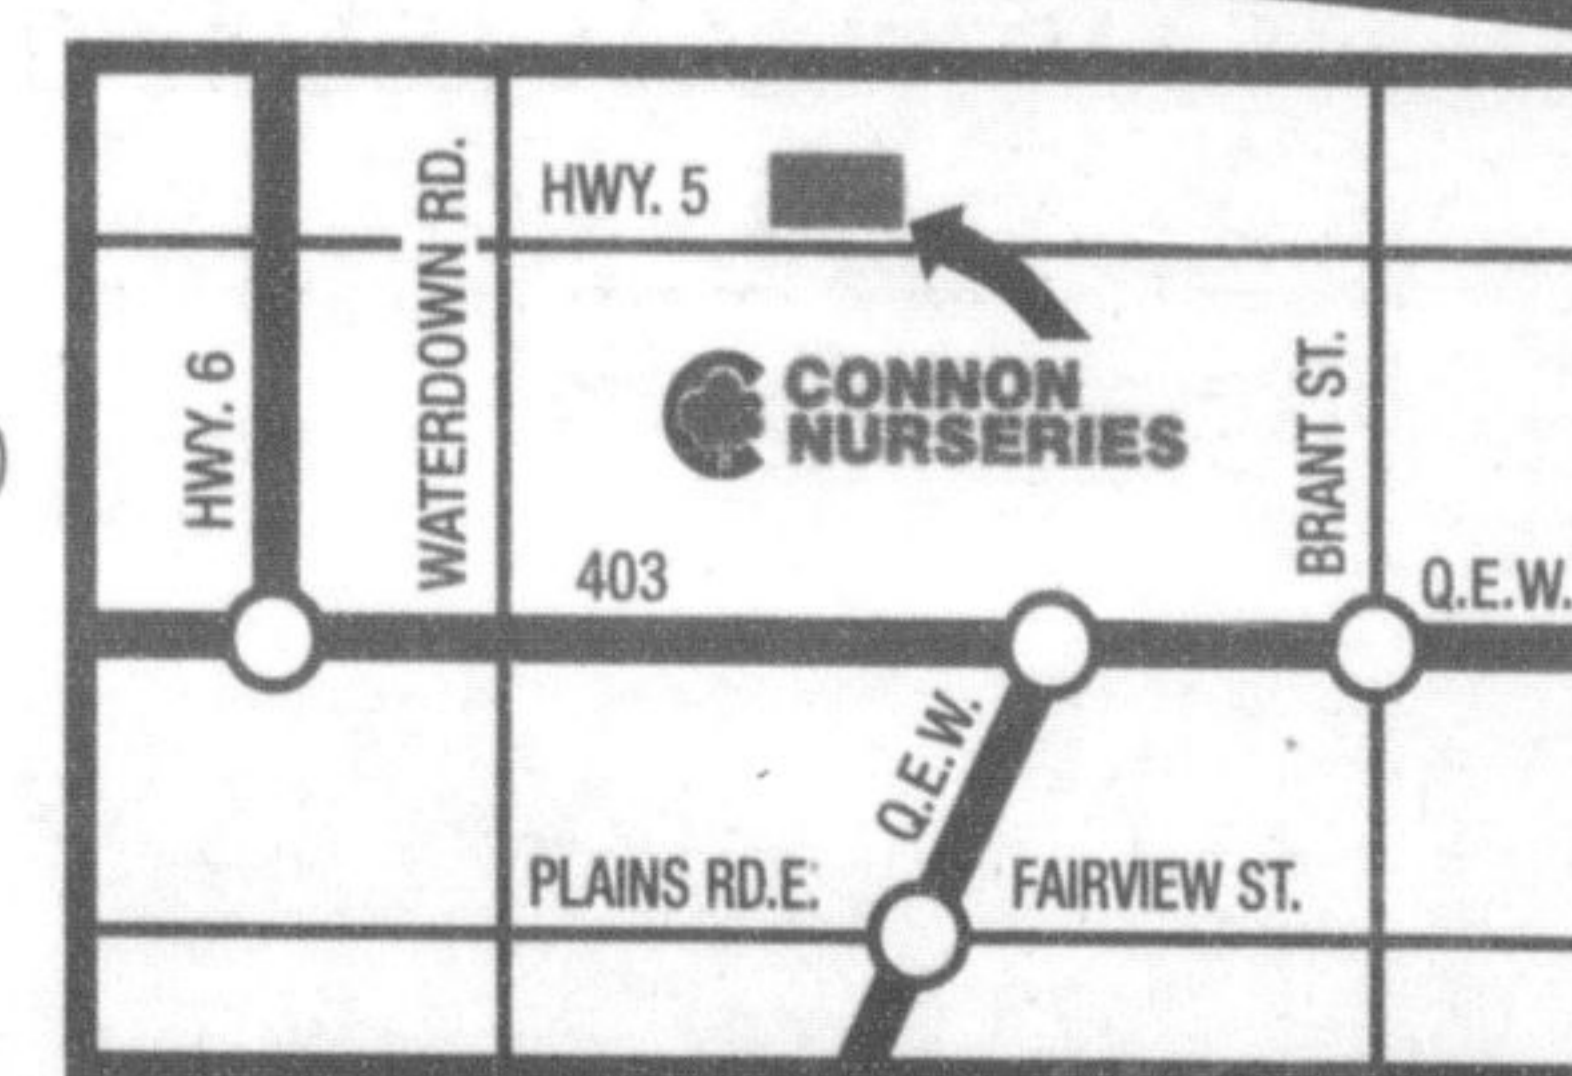 HWY. 5
WATERDOWN RD.
HWY. 6
CONNON
NURSERIES
BRANT ST.
403
Q.E.W.
Q.E.W.
PLAINS RD.E.
FAIRVIEW ST.